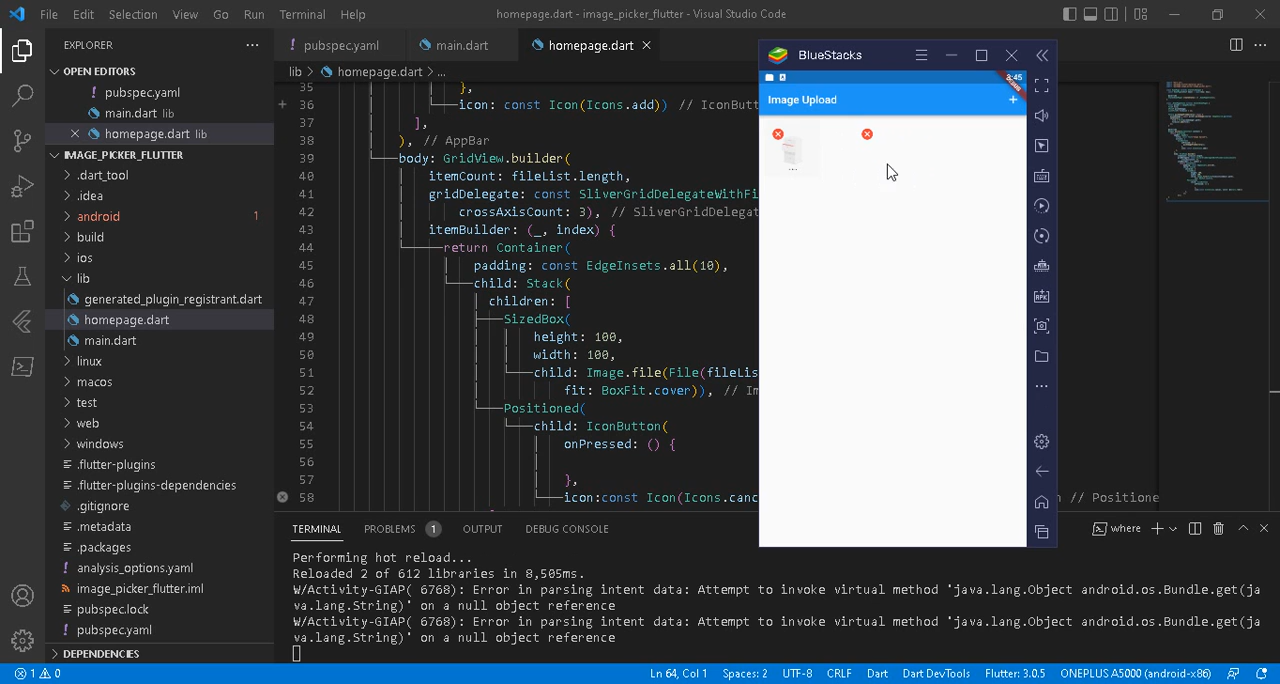 File Edit Selection View Go Run Terminal Help homepage.dart - image_picker_flutter - Visual Studio Code
EXPLORER
OPEN EDITORS
pubspec.yaml
main.dart lib
homepage.dart lib
IMAGE_PICKER_FLUTTER
.dart_tool
.idea
android 1
build
ios
lib
generated_plugin_registrant.dart
homepage.dart
main.dart
linux
macos
test
web
windows
.flutter-plugins
.flutter-plugins-dependencies
.gitignore
.metadata
.packages
analysis_options.yaml
image_picker_flutter.iml
pubspec.lock
pubspec.yaml
DEPENDENCIES
pubspec.yaml main.dart homepage.dart
lib > homepage.dart > ...
35 },
36 icon: const Icon(Icons.add)) // IconButt
37 ],
38 ), // AppBar
39 body: GridView.builder(
40 itemCount: fileList.length,
41 gridDelegate: const SliverGridDelegateWithFi
42 crossAxisCount: 3), // SliverGridDelegat
43 itemBuilder: (_, index) {
44 return Container(
45 padding: const EdgeInsets.all(10),
46 child: Stack(
47 children: [
48 SizedBox(
49 height: 100,
50 width: 100,
51 child: Image.file(File(fileLis
52 fit: BoxFit.cover)), // Im
53 Positioned(
54 child: IconButton(
55 onPressed: () {
56
57 },
58 icon:const Icon(Icons.canc n // Positione
BlueStacks
8:45
Image Upload +
TERMINAL PROBLEMS 1 OUTPUT DEBUG CONSOLE where
Performing hot reload...
Reloaded 2 of 612 libraries in 8,505ms.
W/Activity-GIAP( 6768): Error in parsing intent data: Attempt to invoke virtual method 'java.lang.Object android.os.Bundle.get(ja
va.lang.String)' on a null object reference
W/Activity-GIAP( 6768): Error in parsing intent data: Attempt to invoke virtual method 'java.lang.Object android.os.Bundle.get(ja
va.lang.String)' on a null object reference
1 0 Ln 64, Col 1 Spaces: 2 UTF-8 CRLF Dart Dart DevTools Flutter: 3.0.5 ONEPLUS A5000 (android-x86)